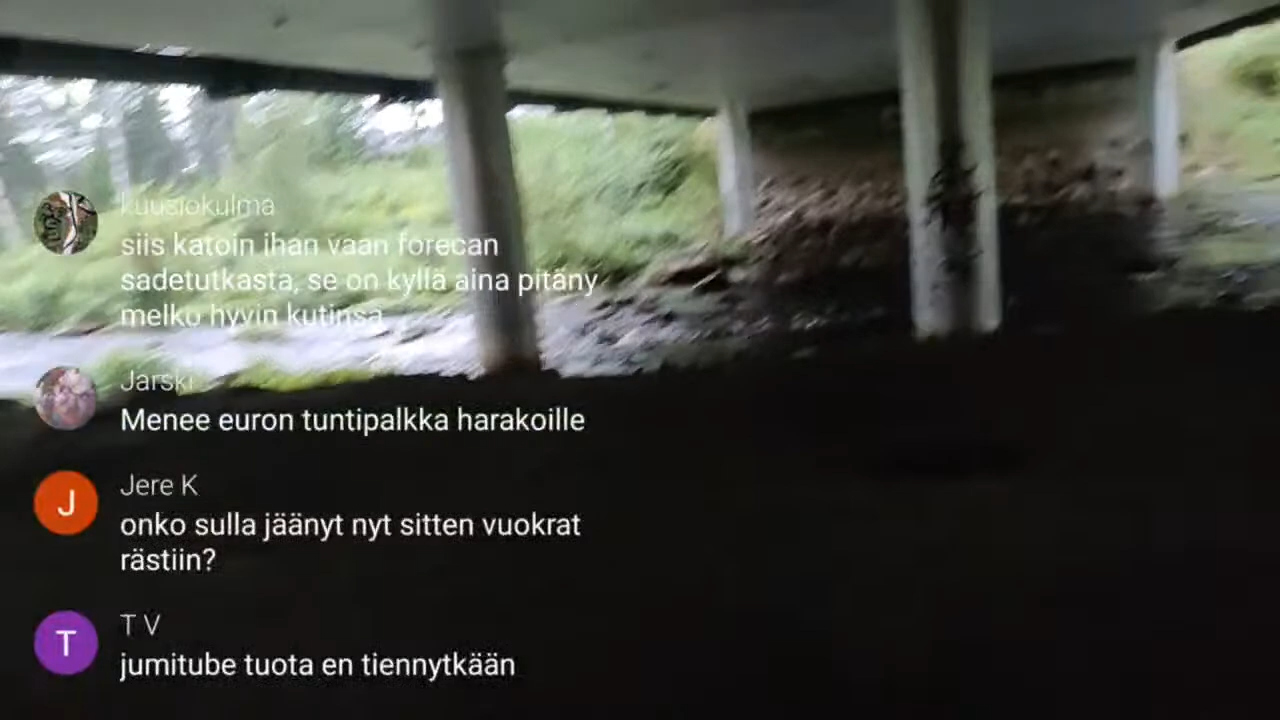 kuusiokulma
siis katoin ihan vaan forecan
sadetutkasta, se on kyllä aina pitäny
melko hyvin kutinsa
Jarski
Menee euron tuntipalkka harakoille
J
Jere K
onko sulla jäänyt nyt sitten vuokrat
rästiin?
T
T V
jumitube tuota en tiennytkään